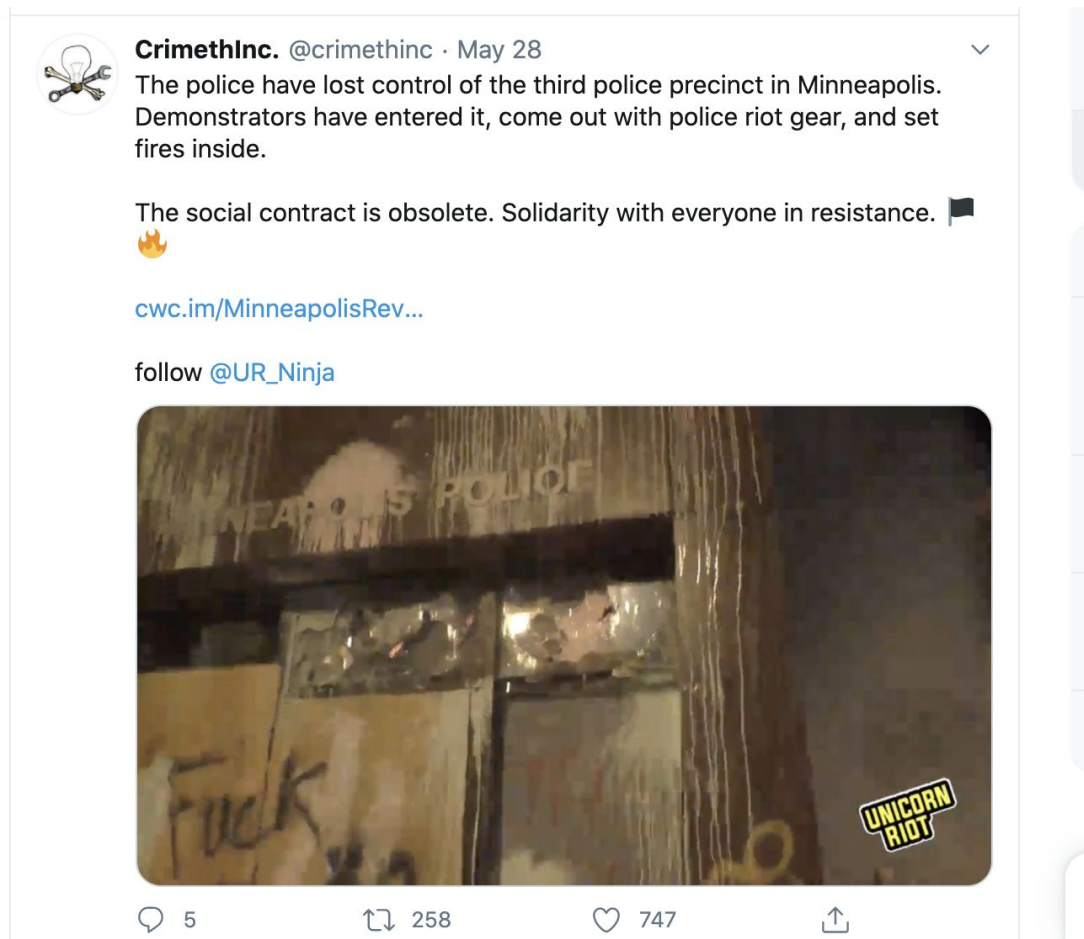 CrimethInc. @crimethinc · May 28
The police have lost control of the third police precinct in Minneapolis.
Demonstrators have entered it, come out with police riot gear, and set
fires inside.
The social contract is obsolete. Solidarity with everyone in resistance. 🏴
🔥
cwc.im/MinneapolisRev...
follow @UR_Ninja
MINNEAPOLIS POLICE
Fuck
UNICORN
RIOT
5 258 747